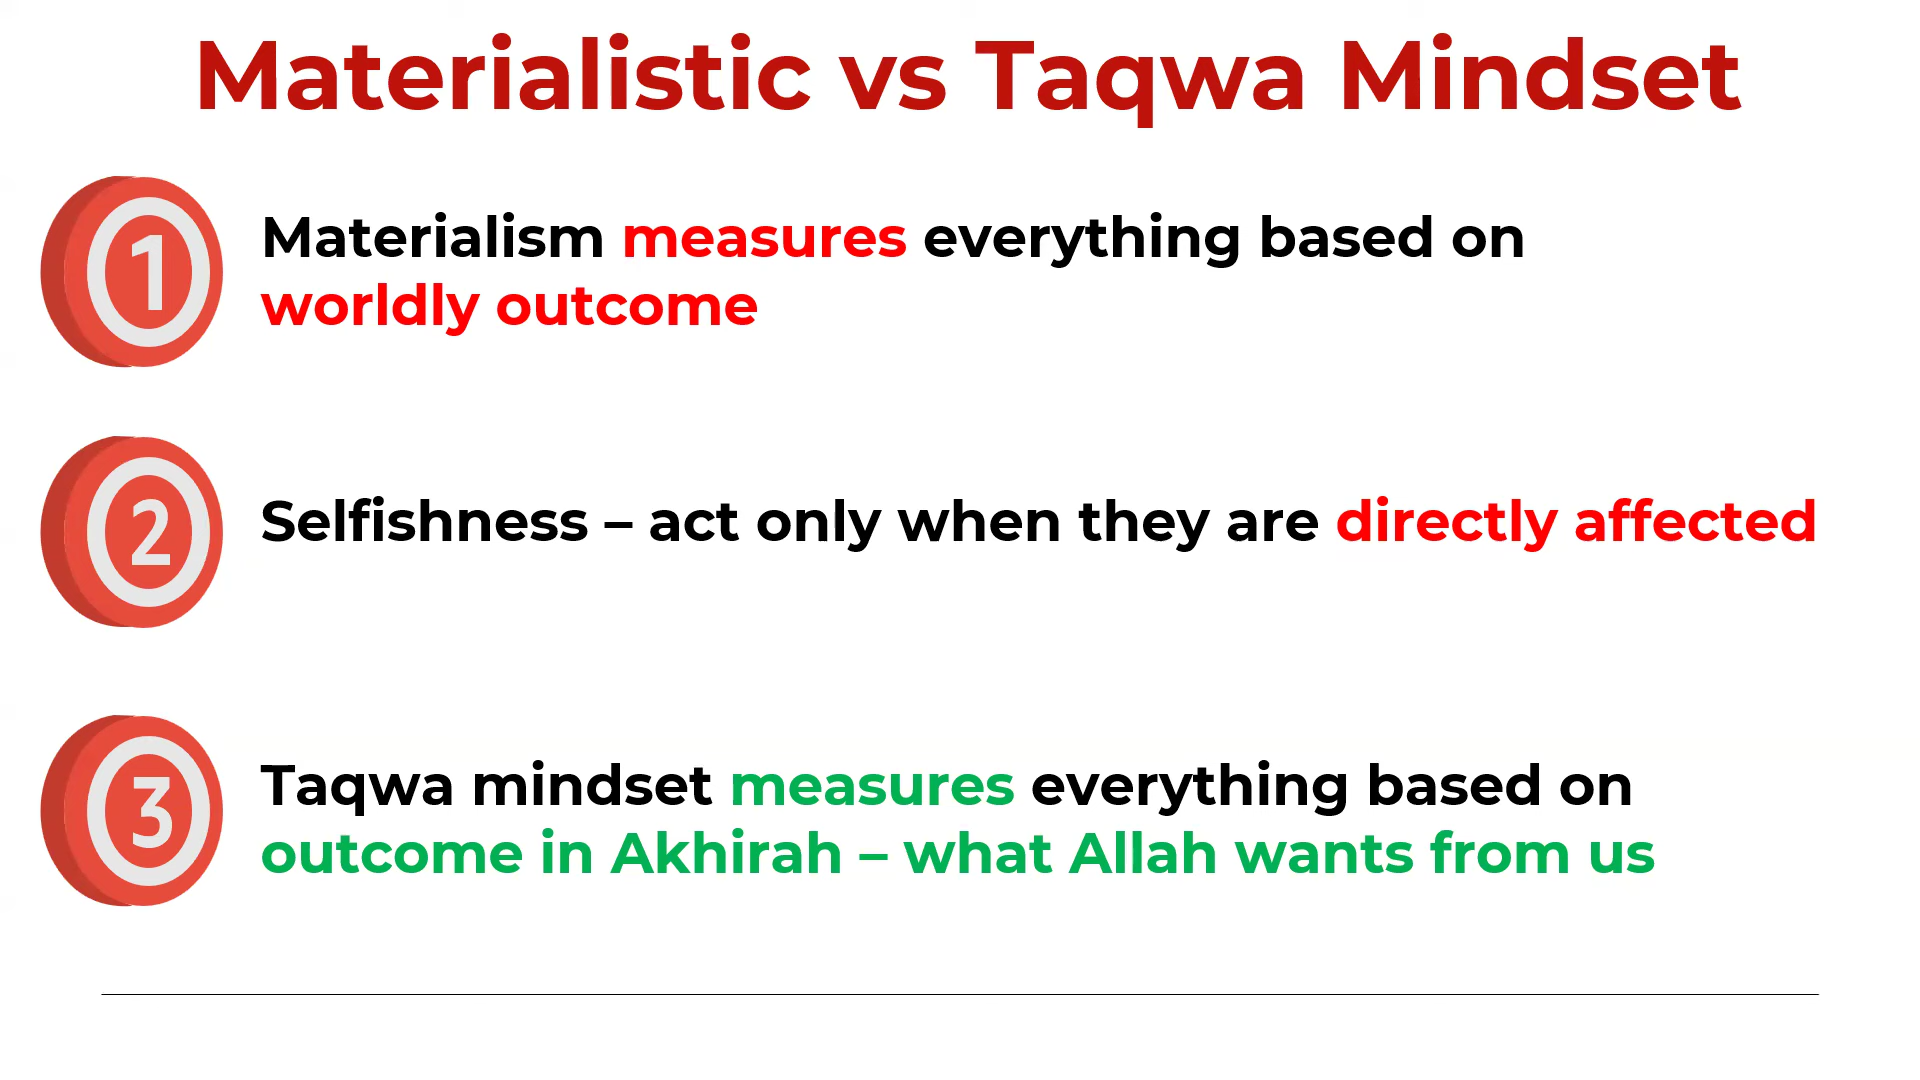 Materialistic vs Taqwa Mindset
1
Materialism measures everything based on
worldly outcome
2
Selfishness – act only when they are directly affected
3
Taqwa mindset measures everything based on
outcome in Akhirah – what Allah wants from us